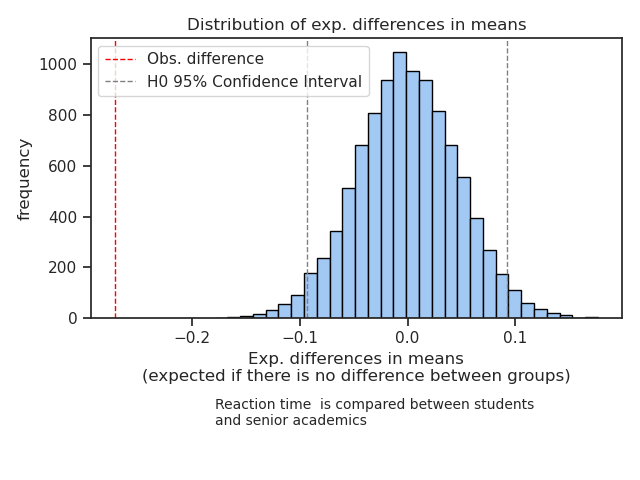 Distribution of exp. differences in means
Obs. difference
H0 95% Confidence Interval
frequency
1000
800
600
400
200
0
−0.2 −0.1 0.0 0.1
Exp. differences in means
(expected if there is no difference between groups)
Reaction time  is compared between students
and senior academics